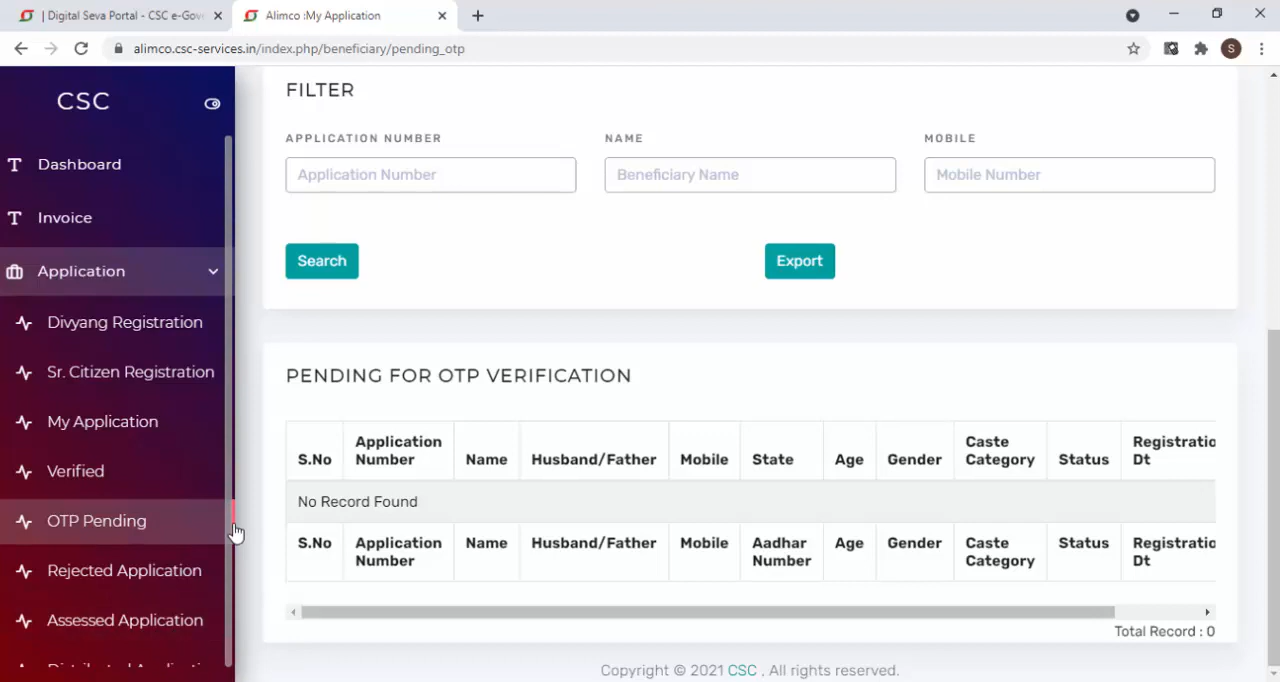 | Digital Seva Portal - CSC e-Gov
Alimco :My Application
alimco.csc-services.in/index.php/beneficiary/pending_otp
S
CSC
Dashboard
Invoice
Application
Divyang Registration
Sr. Citizen Registration
My Application
Verified
OTP Pending
Rejected Application
Assessed Application
FILTER
APPLICATION NUMBER
NAME
MOBILE
Application Number
Beneficiary Name
Mobile Number
Search
Export
PENDING FOR OTP VERIFICATION
S.No Application Number Name Husband/Father Mobile State Age Gender Caste Category Status Registratio Dt
No Record Found
S.No Application Number Name Husband/Father Mobile Aadhar Number Age Gender Caste Category Status Registratio Dt
Total Record : 0
Copyright © 2021 CSC , All rights reserved.